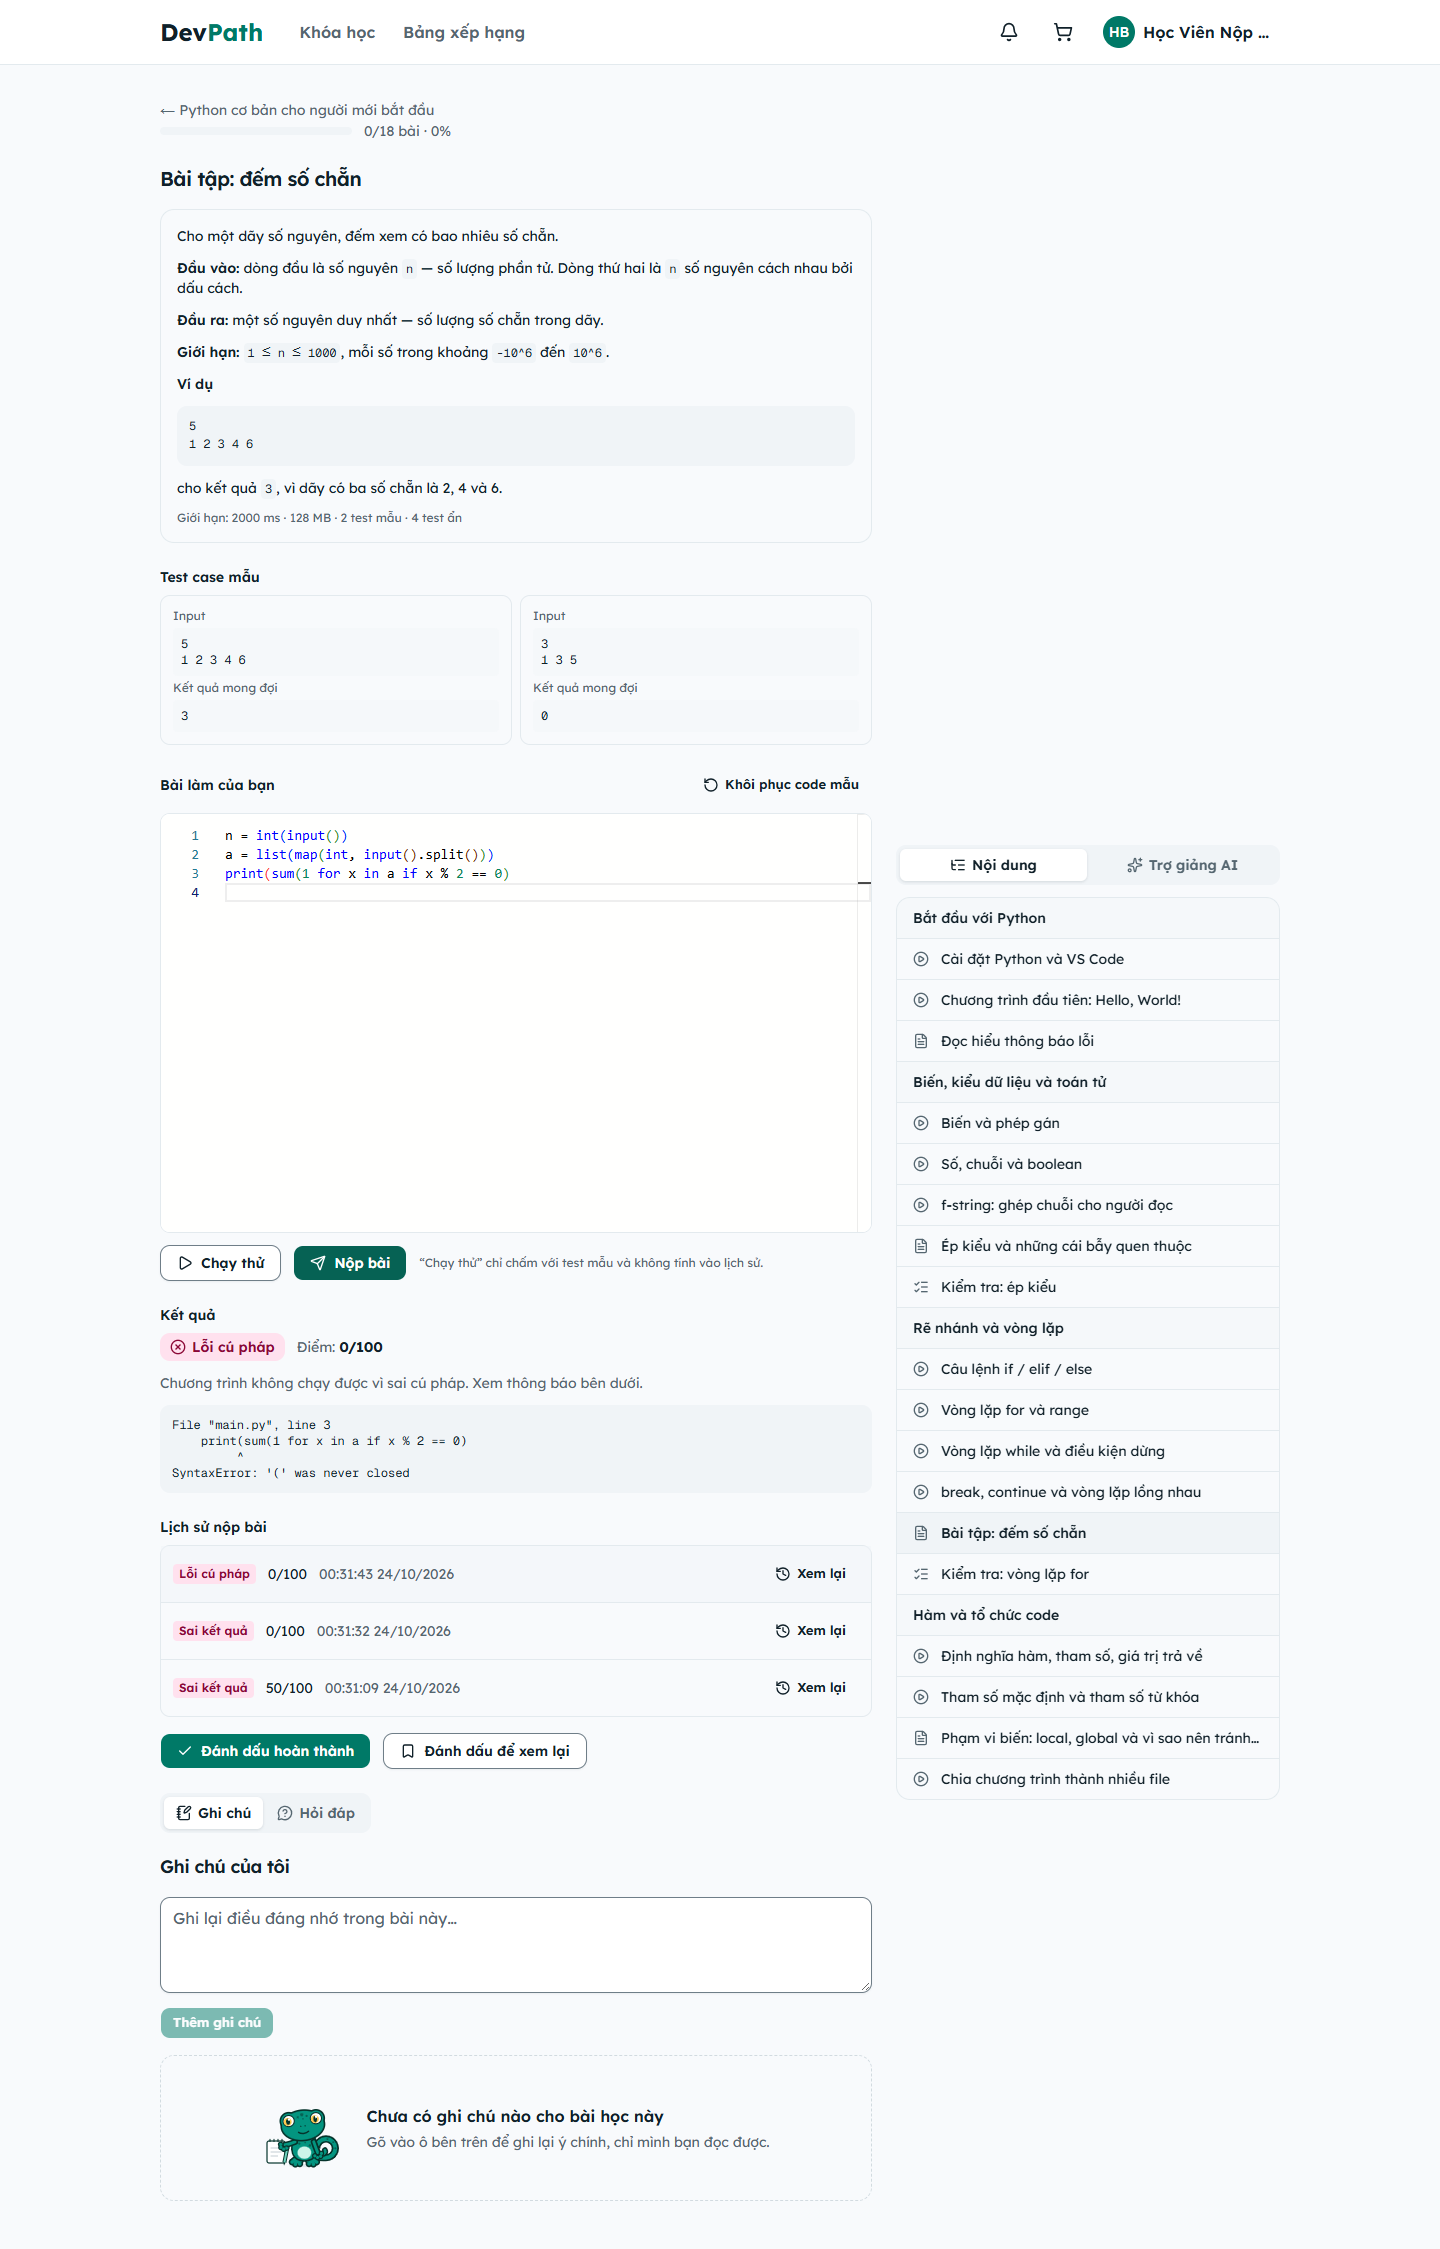 DevPath
Khóa học
Bảng xếp hạng
HB
Học Viên Nộp ...
← Python cơ bản cho người mới bắt đầu
0/18 bài · 0%
Bài tập: đếm số chẵn
Cho một dãy số nguyên, đếm xem có bao nhiêu số chẵn.
Đầu vào: dòng đầu là số nguyên n — số lượng phần tử. Dòng thứ hai là n số nguyên cách nhau bởi
dấu cách.
Đầu ra: một số nguyên duy nhất — số lượng số chẵn trong dãy.
Giới hạn: 1 ≤ n ≤ 1000, mỗi số trong khoảng -10^6 đến 10^6.
Ví dụ
5
1 2 3 4 6
cho kết quả 3, vì dãy có ba số chẵn là 2, 4 và 6.
Giới hạn: 2000 ms · 128 MB · 2 test mẫu · 4 test ẩn
Test case mẫu
Input
5
1 2 3 4 6
Kết quả mong đợi
3
Input
3
1 3 5
Kết quả mong đợi
0
Bài làm của bạn
Khôi phục code mẫu
1 n = int(input())
2 a = list(map(int, input().split()))
3 print(sum(1 for x in a if x % 2 == 0)
4
Chạy thử
Nộp bài
“Chạy thử” chỉ chấm với test mẫu và không tính vào lịch sử.
Kết quả
Lỗi cú pháp
Điểm: 0/100
Chương trình không chạy được vì sai cú pháp. Xem thông báo bên dưới.
File "main.py", line 3
print(sum(1 for x in a if x % 2 == 0)
^
SyntaxError: '(' was never closed
Lịch sử nộp bài
Lỗi cú pháp 0/100 00:31:43 24/10/2026 Xem lại
Sai kết quả 0/100 00:31:32 24/10/2026 Xem lại
Sai kết quả 50/100 00:31:09 24/10/2026 Xem lại
Đánh dấu hoàn thành
Đánh dấu để xem lại
Ghi chú
Hỏi đáp
Ghi chú của tôi
Ghi lại điều đáng nhớ trong bài này...
Thêm ghi chú
Chưa có ghi chú nào cho bài học này
Gõ vào ô bên trên để ghi lại ý chính, chỉ mình bạn đọc được.
Nội dung
Trợ giảng AI
Bắt đầu với Python
Cài đặt Python và VS Code
Chương trình đầu tiên: Hello, World!
Đọc hiểu thông báo lỗi
Biến, kiểu dữ liệu và toán tử
Biến và phép gán
Số, chuỗi và boolean
f-string: ghép chuỗi cho người đọc
Ép kiểu và những cái bẫy quen thuộc
Kiểm tra: ép kiểu
Rẽ nhánh và vòng lặp
Câu lệnh if / elif / else
Vòng lặp for và range
Vòng lặp while và điều kiện dừng
break, continue và vòng lặp lồng nhau
Bài tập: đếm số chẵn
Kiểm tra: vòng lặp for
Hàm và tổ chức code
Định nghĩa hàm, tham số, giá trị trả về
Tham số mặc định và tham số từ khóa
Phạm vi biến: local, global và vì sao nên tránh...
Chia chương trình thành nhiều file